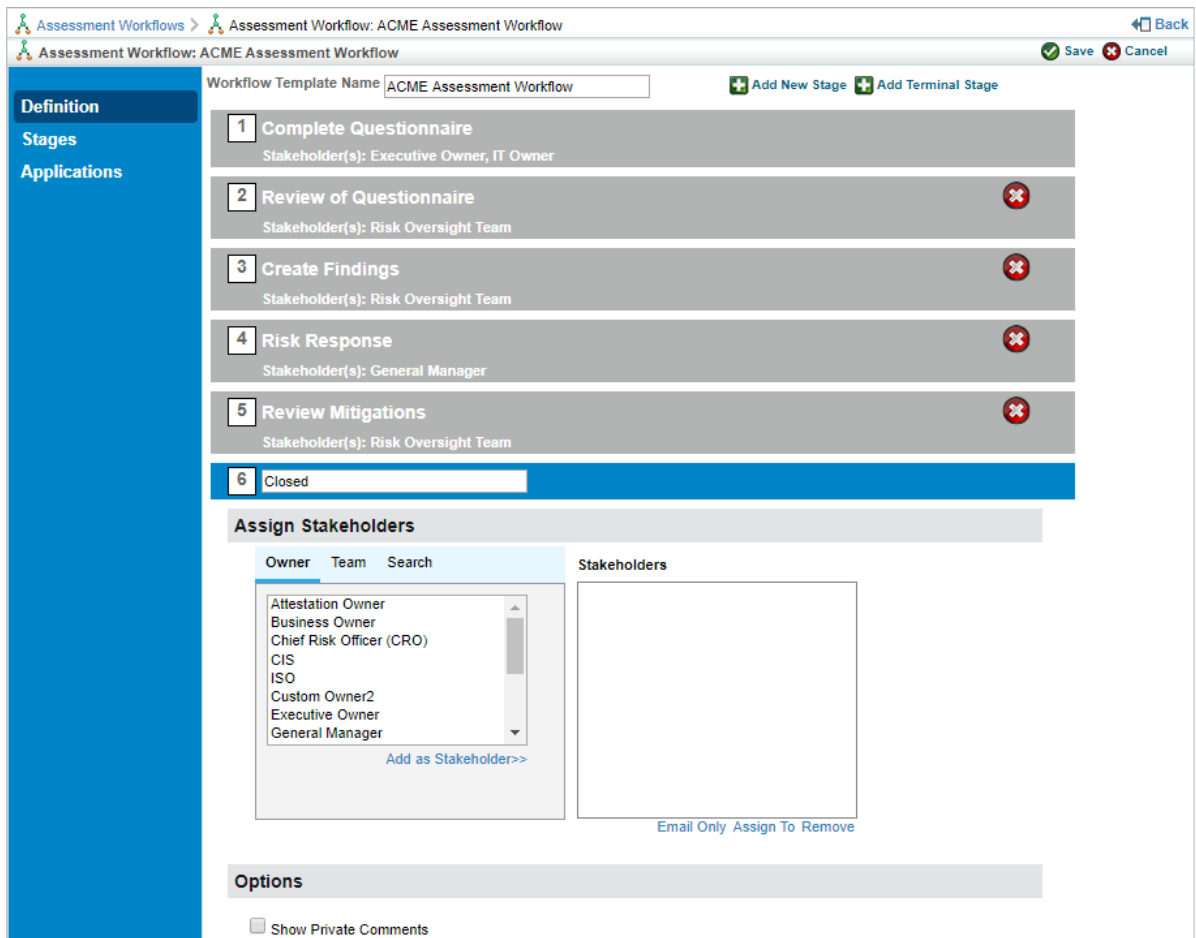 Assessment Workflows > Assessment Workflow: ACME Assessment Workflow Back
Assessment Workflow: ACME Assessment Workflow Save Cancel
Workflow Template Name ACME Assessment Workflow Add New Stage Add Terminal Stage
Definition
Stages
Applications
1 Complete Questionnaire
Stakeholder(s): Executive Owner, IT Owner
2 Review of Questionnaire
Stakeholder(s): Risk Oversight Team
3 Create Findings
Stakeholder(s): Risk Oversight Team
4 Risk Response
Stakeholder(s): General Manager
5 Review Mitigations
Stakeholder(s): Risk Oversight Team
6 Closed
Assign Stakeholders
Owner Team Search
Attestation Owner
Business Owner
Chief Risk Officer (CRO)
CIS
ISO
Custom Owner2
Executive Owner
General Manager
Add as Stakeholder>>
Stakeholders
Email Only Assign To Remove
Options
Show Private Comments